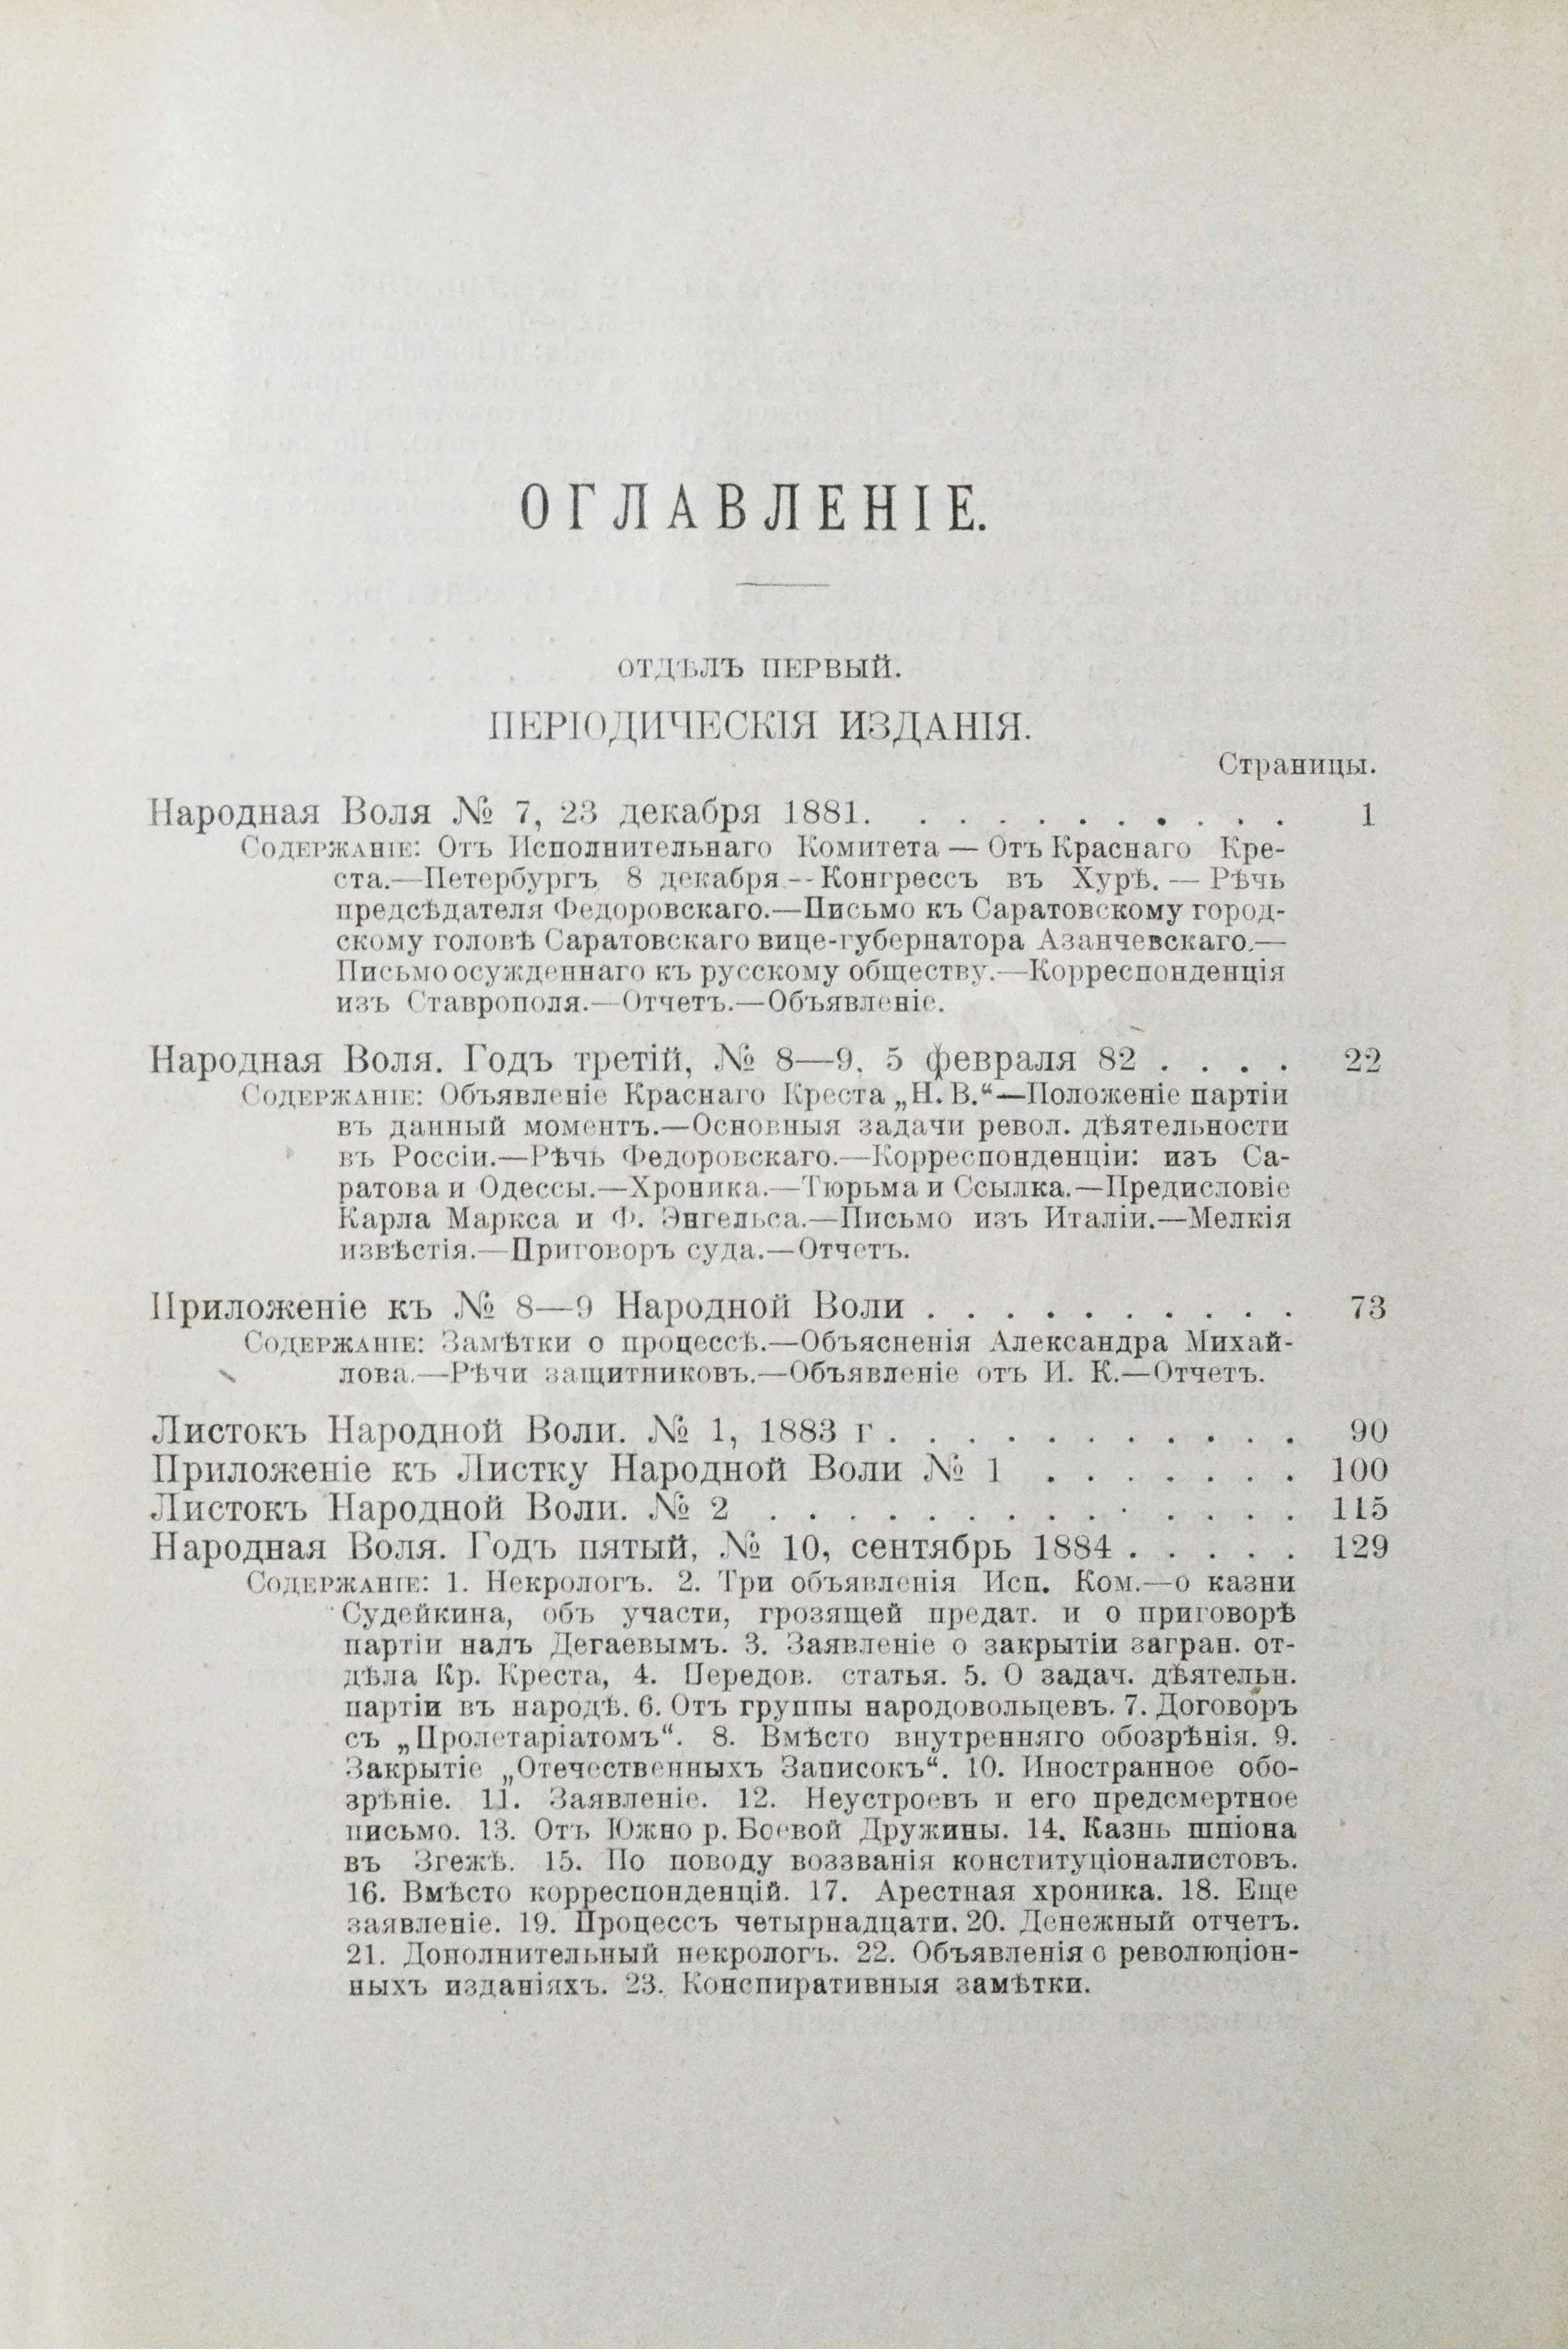 ОГЛАВЛЕНІЕ.
ОТДѢЛЪ ПЕРВЫЙ.
ПЕРІОДИЧЕСКІЯ ИЗДАНІЯ.
Страницы.
Народная Воля № 7, 23 декабря 1881. . . . . . . . . . . . 1
Содержаніе: Отъ Исполнительнаго Комитета — Отъ Краснаго Кре-
ста.—Петербургъ 8 декабря.--Конгрессъ въ Хурѣ. — Рѣчь
предсѣдателя Федоровскаго.—Письмо къ Саратовскому город-
скому головѣ Саратовскаго вице-губернатора Азанчевскаго.—
Письмо осужденнаго къ русскому обществу.—Корреспонденція
изъ Ставрополя.—Отчетъ.—Объявленіе.
Народная Воля. Годъ третій, № 8—9. 5 февраля 82 . . . . 22
Содержаніе: Объявленіе Краснаго Креста „Н. В.“—Положеніе партіи
въ данный моментъ.—Основныя задачи револ. дѣятельности
въ Россіи.—Рѣчь Федоровскаго.—Корреспонденціи: изъ Са-
ратова и Одессы.—Хроника.—Тюрьма и Ссылка.—Предисловіе
Карла Маркса и Ф. Энгельса.—Письмо изъ Италіи.—Мелкія
извѣстія.—Приговоръ суда.—Отчетъ.
Приложеніе къ № 8—9 Народной Воли . . . . . . . . . . 73
Содержаніе: Замѣтки о процессѣ.—Объясненія Александра Михай-
лова.—Рѣчи защитниковъ.—Объявленіе отъ И. К.—Отчетъ.
Листокъ Народной Воли. № 1, 1883 г . . . . . . . . . . . 90
Приложеніе къ Листку Народной Воли № 1 . . . . . . . 100
Листокъ Народной Воли. № 2 . . . . . . . . . . . . . . 115
Народная Воля. Годъ пятый, № 10, сентябрь 1884 . . . . . 129
Содержаніе: 1. Некрологъ. 2. Три объявленія Исп. Ком.—о казни
Судейкина, объ участи, грозящей предат. и о приговорѣ
партіи надъ Дегаевымъ. 3. Заявленіе о закрытіи загран. от-
дѣла Кр. Креста, 4. Передов. статья. 5. О задач. дѣятельн.
партіи въ народѣ. 6. Отъ группы народовольцевъ. 7. Договоръ
съ „Пролетаріатомъ“. 8. Вмѣсто внутренняго обозрѣнія. 9.
Закрытіе „Отечественныхъ Записокъ“. 10. Иностранное обо-
зрѣніе. 11. Заявленіе. 12. Неустроевъ и его предсмертное
письмо. 13. Отъ Южно р. Боевой Дружины. 14. Казнь шпіона
въ Згежѣ. 15. По поводу воззванія конституціоналистовъ.
16. Вмѣсто корреспонденцій. 17. Арестная хроника. 18. Еще
заявленіе. 19. Процессъ четырнадцати. 20. Денежный отчетъ.
21. Дополнительный некрологъ. 22. Объявленія о революціон-
ныхъ изданіяхъ. 23. Конспиративныя замѣтки.